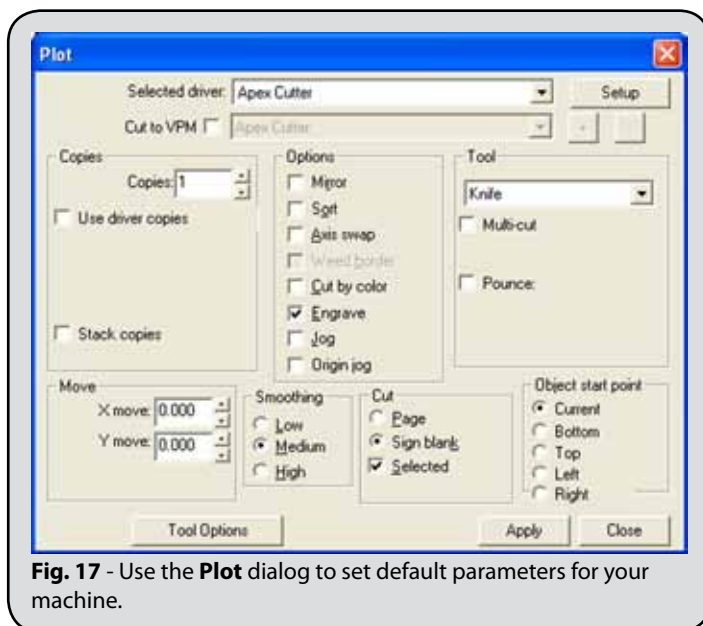 Plot
Selected driver: Apex Cutter Setup
Cut to VPM Apex Cutter
Copies
Copies: 1
Use driver copies
Stack copies
Options
Mirror
Sort
Axis swap
Weed border
Cut by color
Engrave
Jog
Origin jog
Tool
Knife
Multi-cut
Pounce:
Move
X move: 0.000
Y move: 0.000
Smoothing
Low
Medium
High
Cut
Page
Sign blank
Selected
Object start point
Current
Bottom
Top
Left
Right
Tool Options Apply Close
Fig. 17 - Use the Plot dialog to set default parameters for your
machine.